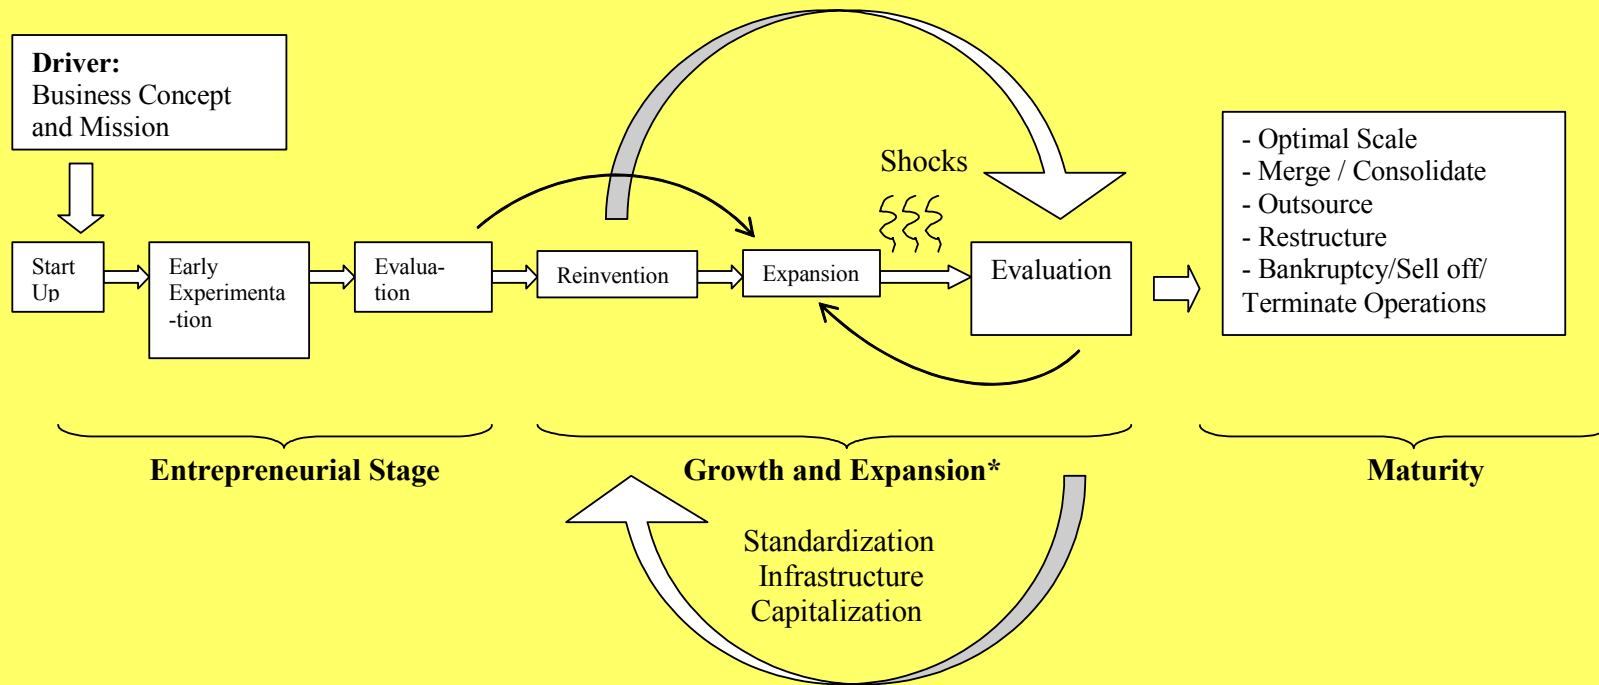 Driver:
Business Concept
and Mission
Shocks
- Optimal Scale
- Merge / Consolidate
- Outsource
- Restructure
- Bankruptcy/Sell off/
Terminate Operations
Start
Up
Early
Experimenta
-tion
Evalua-
tion
Reinvention
Expansion
Evaluation
Entrepreneurial Stage
Growth and Expansion*
Maturity
Standardization
Infrastructure
Capitalization